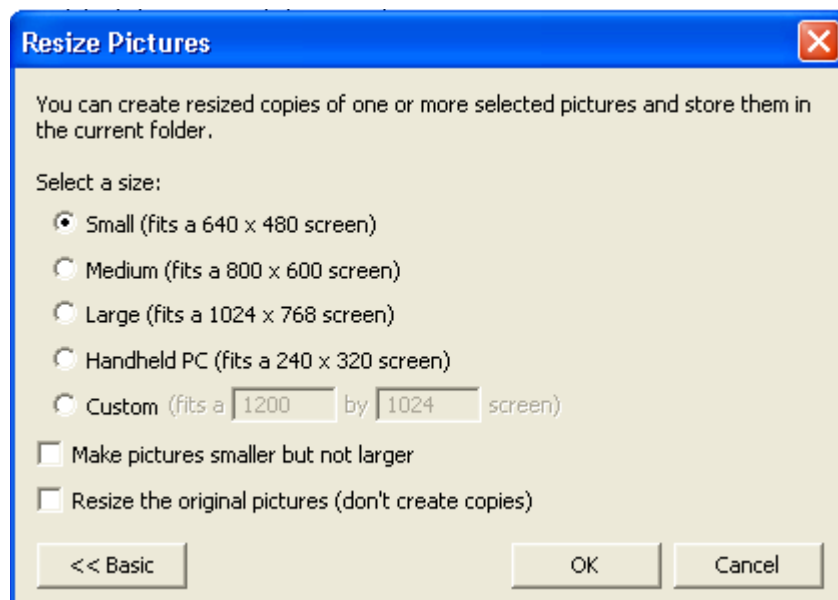 Resize Pictures
You can create resized copies of one or more selected pictures and store them in
the current folder.
Select a size:
Small (fits a 640 x 480 screen)
Medium (fits a 800 x 600 screen)
Large (fits a 1024 x 768 screen)
Handheld PC (fits a 240 x 320 screen)
Custom (fits a 1200 by 1024 screen)
Make pictures smaller but not larger
Resize the original pictures (don't create copies)
<< Basic OK Cancel